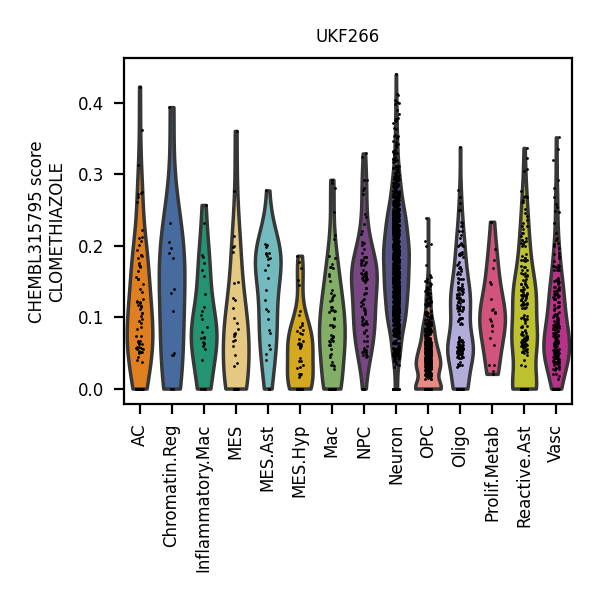 UKF266
CHEMBL315795 score
CLOMETHIAZOLE
0.4
0.3
0.2
0.1
0.0
AC
Chromatin.Reg
Inflammatory.Mac
MES
MES.Ast
MES.Hyp
Mac
NPC
Neuron
OPC
Oligo
Prolif.Metab
Reactive.Ast
Vasc